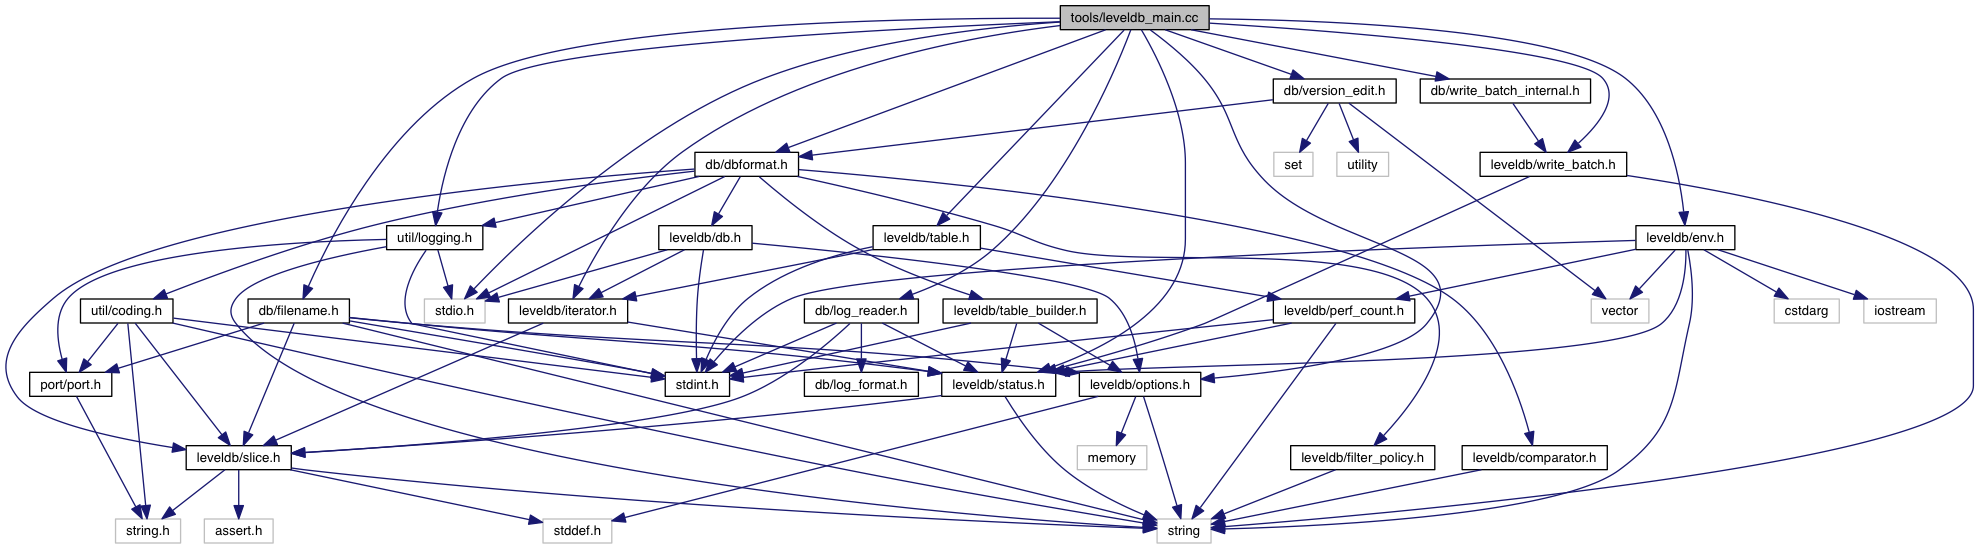 tools/leveldb_main.cc
db/version_edit.h
db/write_batch_internal.h
db/dbformat.h
set
utility
leveldb/write_batch.h
util/logging.h
leveldb/db.h
leveldb/table.h
leveldb/env.h
util/coding.h
db/filename.h
stdio.h
leveldb/iterator.h
db/log_reader.h
leveldb/table_builder.h
leveldb/perf_count.h
vector
cstdarg
iostream
port/port.h
stdint.h
db/log_format.h
leveldb/status.h
leveldb/options.h
leveldb/slice.h
memory
leveldb/filter_policy.h
leveldb/comparator.h
string.h
assert.h
stddef.h
string